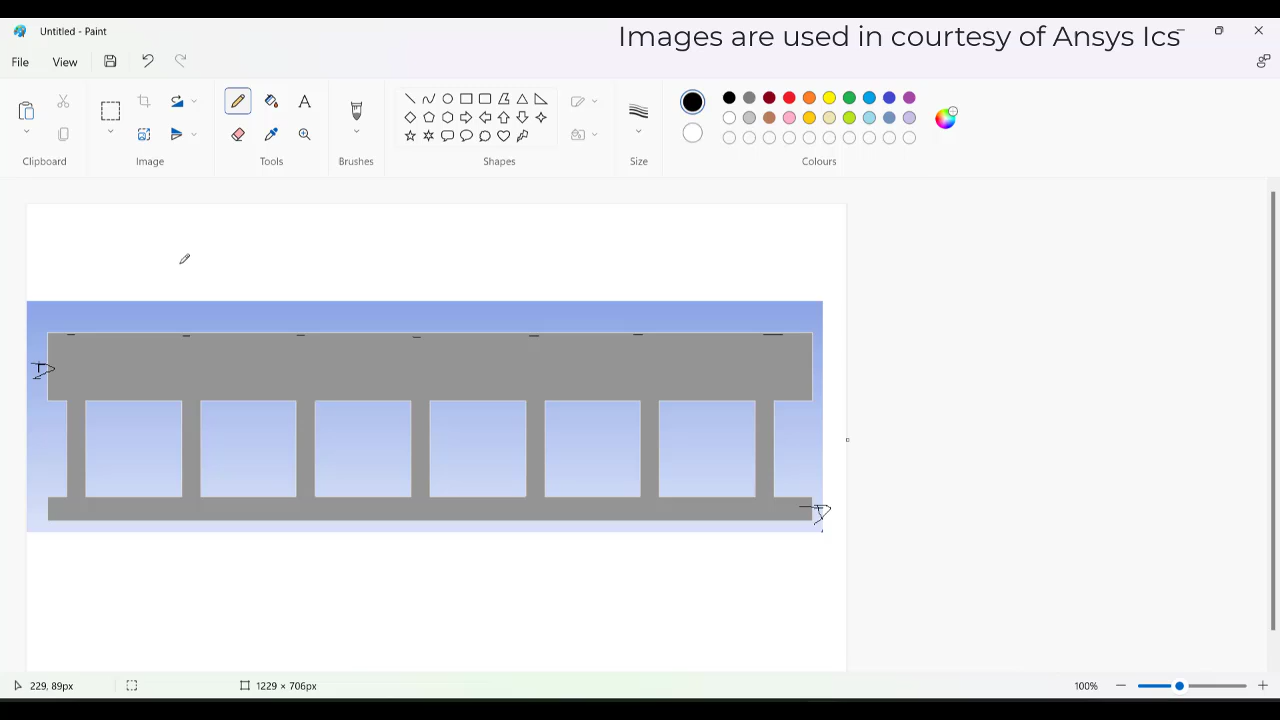 Untitled - Paint
Images are used in courtesy of Ansys Ics
File View
Clipboard Image Tools Brushes Shapes Size Colours
229, 89px 1229 × 706px 100%